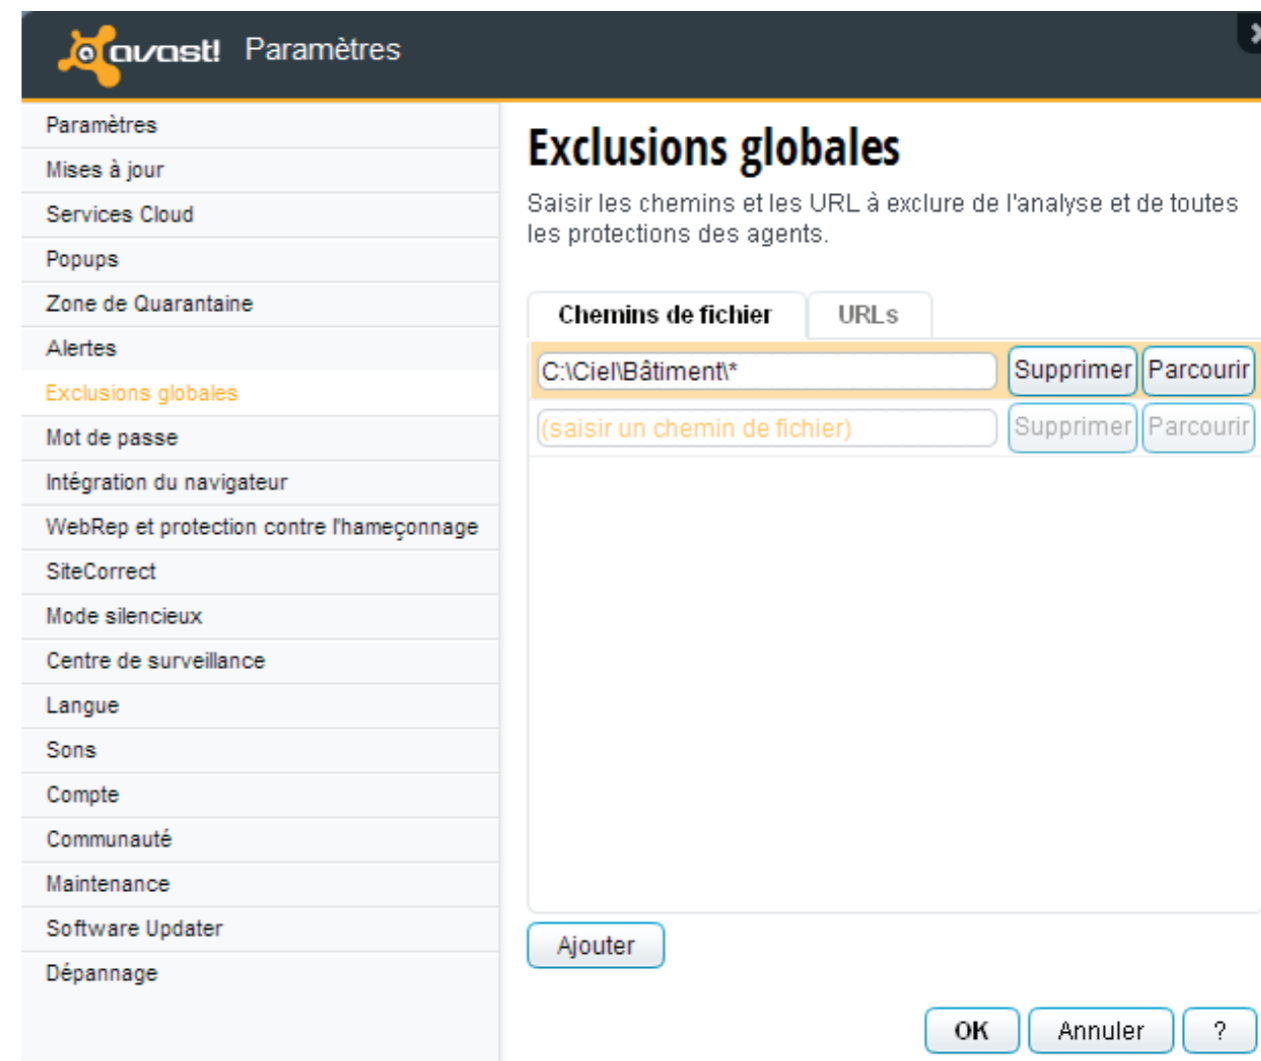 avast! Paramètres
Paramètres
Mises à jour
Services Cloud
Popups
Zone de Quarantaine
Alertes
Exclusions globales
Mot de passe
Intégration du navigateur
WebRep et protection contre l'hameçonnage
SiteCorrect
Mode silencieux
Centre de surveillance
Langue
Sons
Compte
Communauté
Maintenance
Software Updater
Dépannage
Exclusions globales
Saisir les chemins et les URL à exclure de l'analyse et de toutes
les protections des agents.
Chemins de fichier URLs
C:\Ciel\Bâtiment\* Supprimer Parcourir
(saisir un chemin de fichier) Supprimer Parcourir
Ajouter
OK Annuler ?